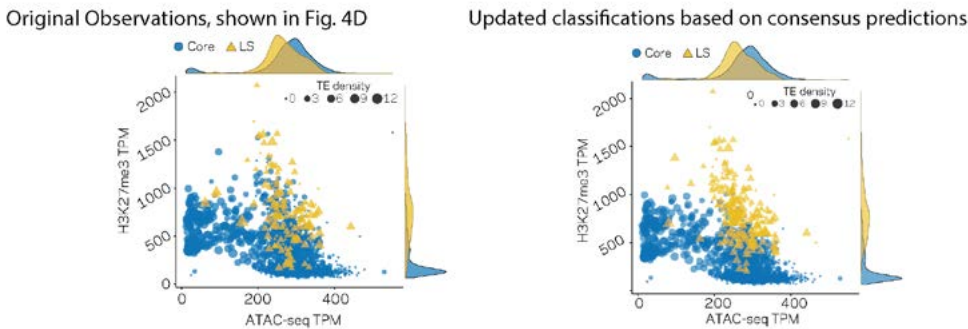 Original Observations, shown in Fig. 4D
Core LS
TE density
0 3 6 9 12
H3K27me3 TPM
2000
1500
1000
500
0
0 200 400
ATAC-seq TPM
Updated classifications based on consensus predictions
Core LS
TE density
0
0 3 6 9 12
H3K27me3 TPM
2000
1500
1000
500
0
0 200 400
ATAC-seq TPM